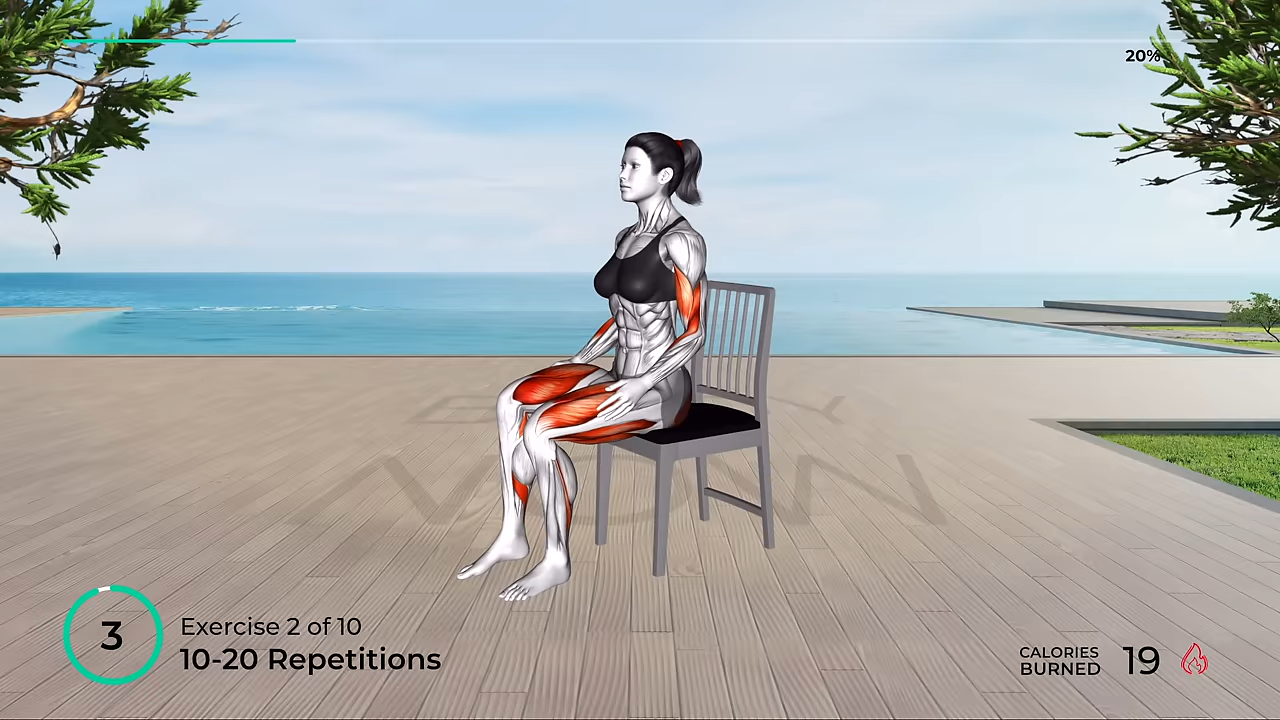 20%
3
Exercise 2 of 10
10-20 Repetitions
CALORIES
BURNED
19